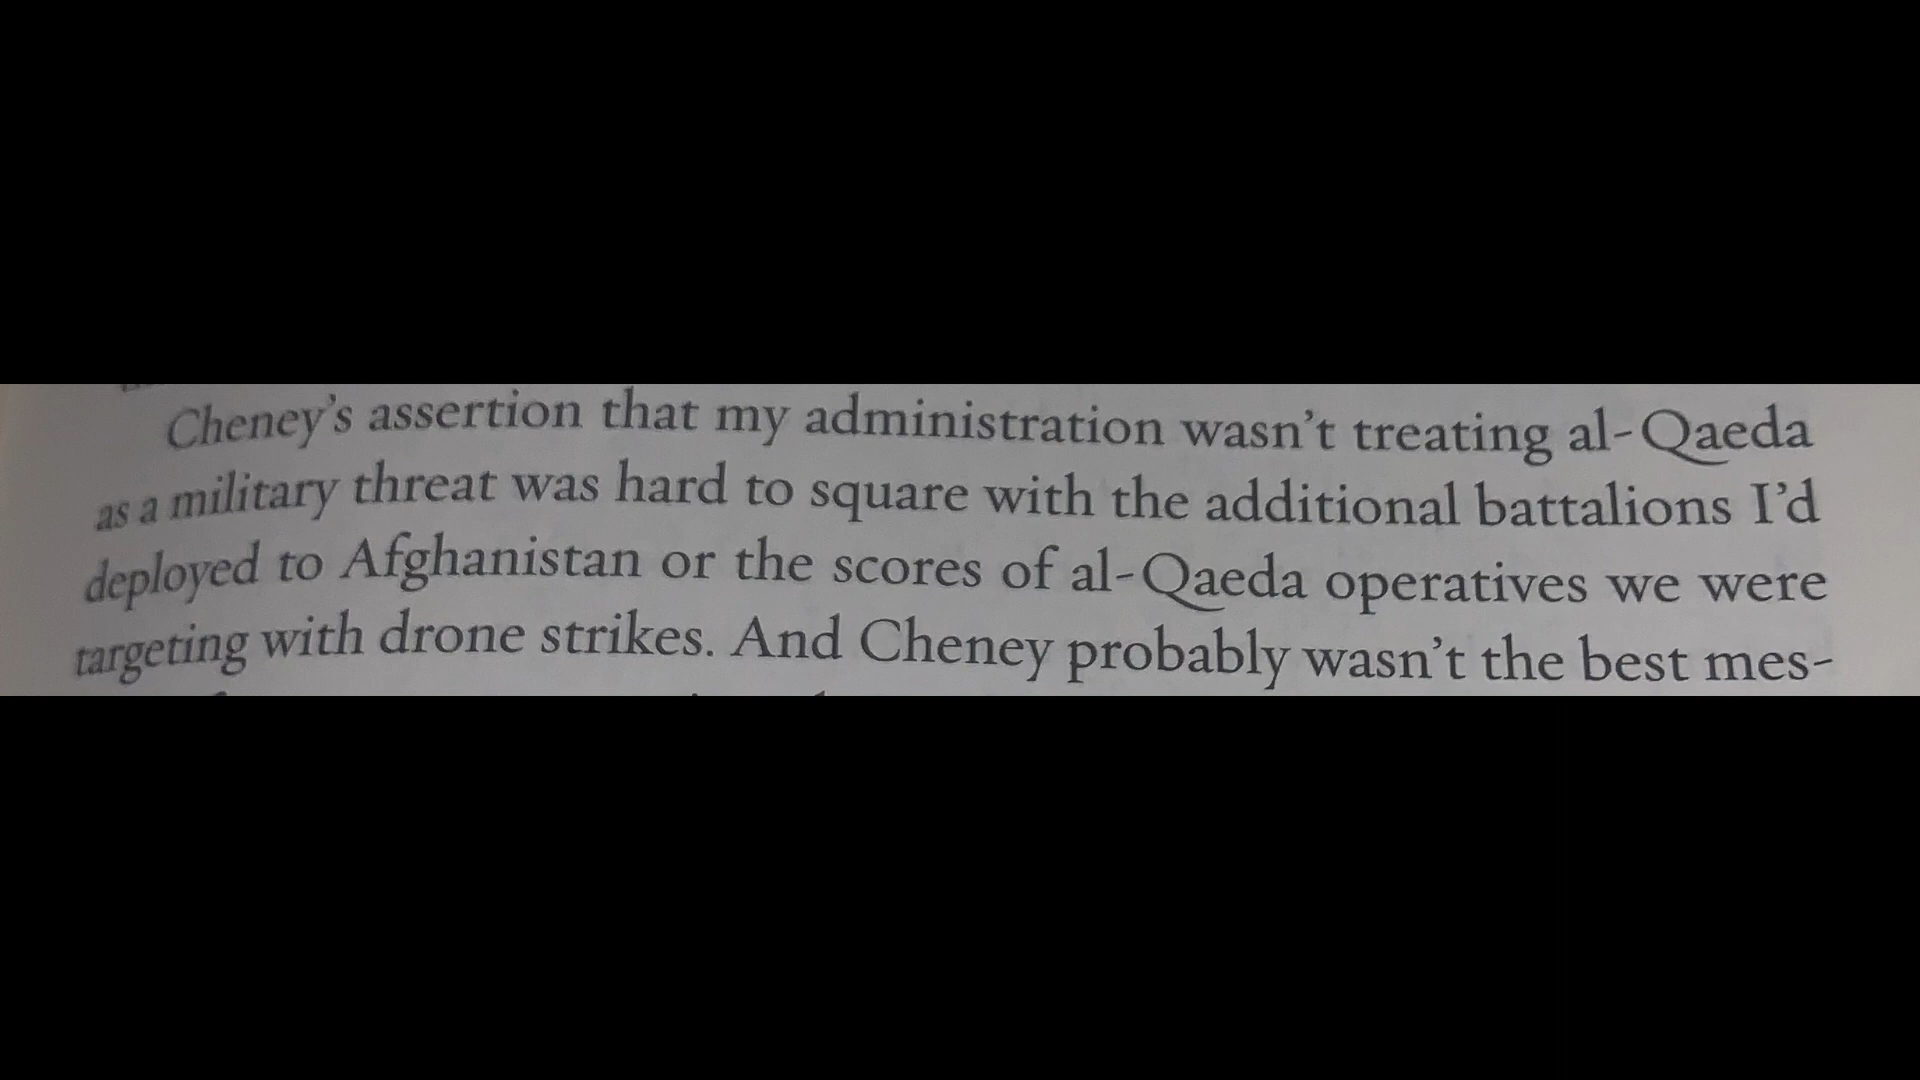 Cheney’s assertion that my administration wasn’t treating al-Qaeda
as a military threat was hard to square with the additional battalions I’d
deployed to Afghanistan or the scores of al-Qaeda operatives we were
targeting with drone strikes. And Cheney probably wasn’t the best mes-